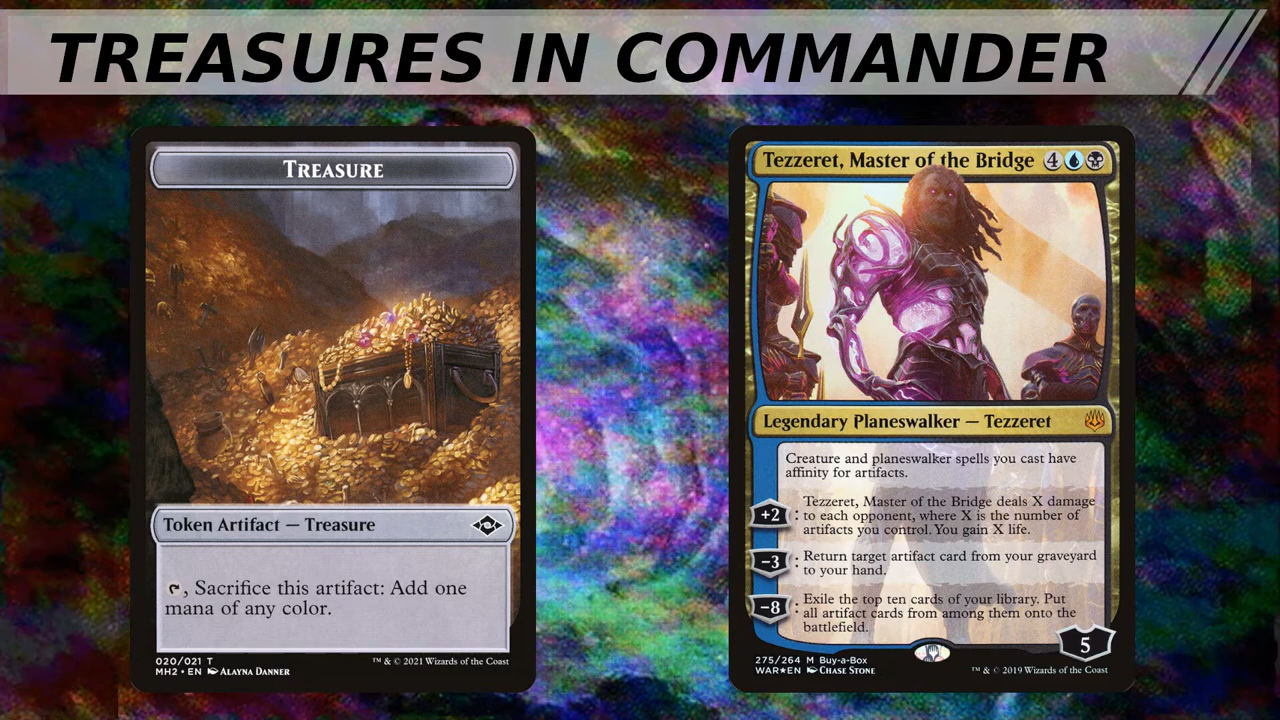 TREASURES IN COMMANDER
TREASURE
Token Artifact — Treasure
, Sacrifice this artifact: Add one
mana of any color.
020/021 T
MH2 • EN ALAYNA DANNER
™ & © 2021 Wizards of the Coast
Tezzeret, Master of the Bridge 4
Legendary Planeswalker — Tezzeret
Creature and planeswalker spells you cast have
affinity for artifacts.
+2 : Tezzeret, Master of the Bridge deals X damage
to each opponent, where X is the number of
artifacts you control. You gain X life.
−3 : Return target artifact card from your graveyard
to your hand.
−8 : Exile the top ten cards of your library. Put
all artifact cards from among them onto the
battlefield.
5
275/264 M Buy-a-Box
WAR★EN CHASE STONE
™ & © 2019 Wizards of the Coast